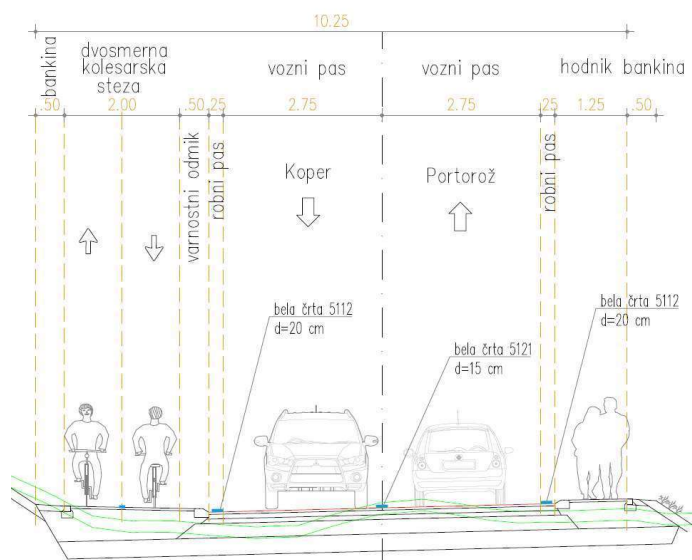 10.25
bankina
dvosmerna
kolesarska
steza
vozni pas
vozni pas
hodnik
bankina
.50
2.00
.50
.25
2.75
2.75
.25
1.25
.50
varnostni odmik
robni pas
Koper
Portorož
robni pas
bela črta 5112
d=20 cm
bela črta 5121
d=15 cm
bela črta 5112
d=20 cm